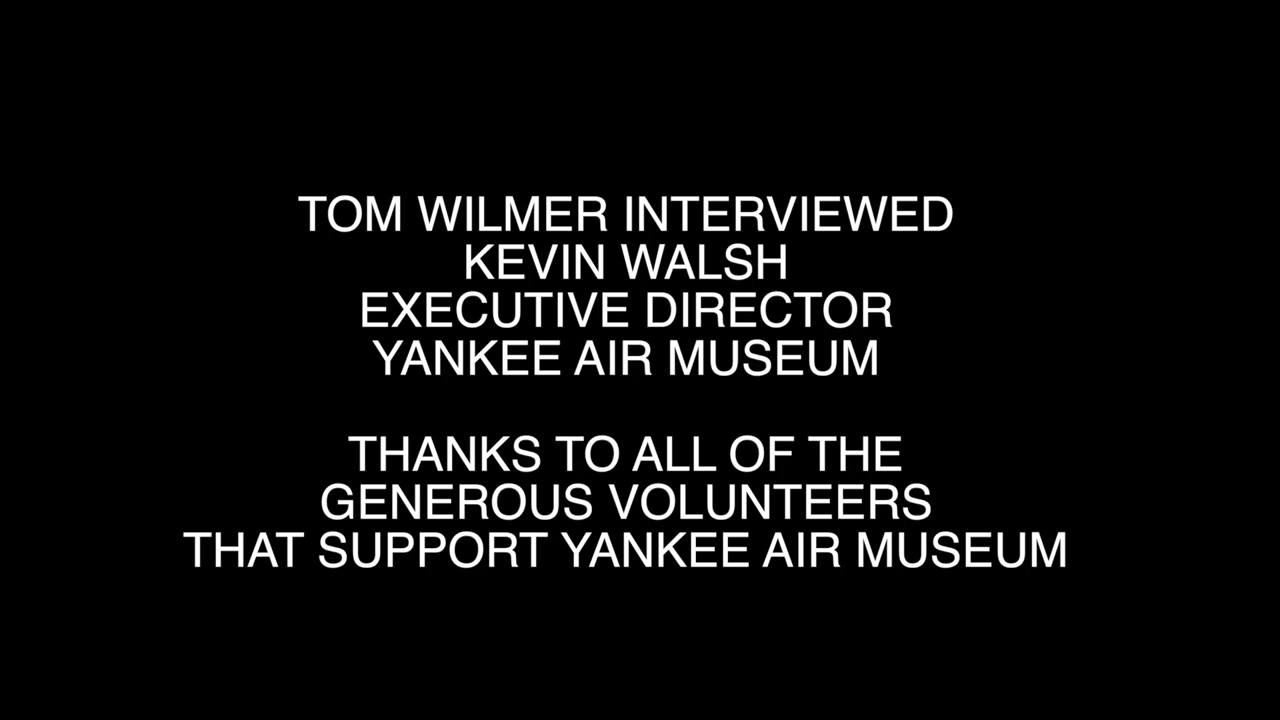 TOM WILMER INTERVIEWED
KEVIN WALSH
EXECUTIVE DIRECTOR
YANKEE AIR MUSEUM
THANKS TO ALL OF THE
GENEROUS VOLUNTEERS
THAT SUPPORT YANKEE AIR MUSEUM